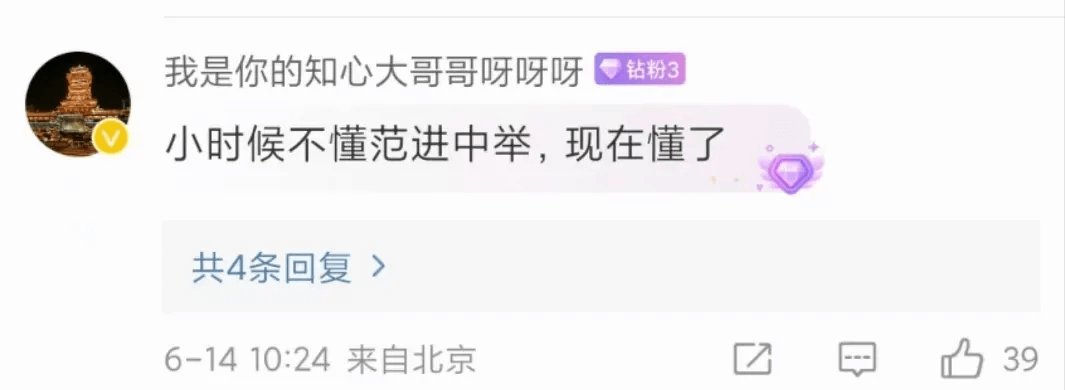 我是你的知心大哥哥呀呀呀 钻粉3
小时候不懂范进中举，现在懂了
共4条回复 >
6-14 10:24 来自北京 39